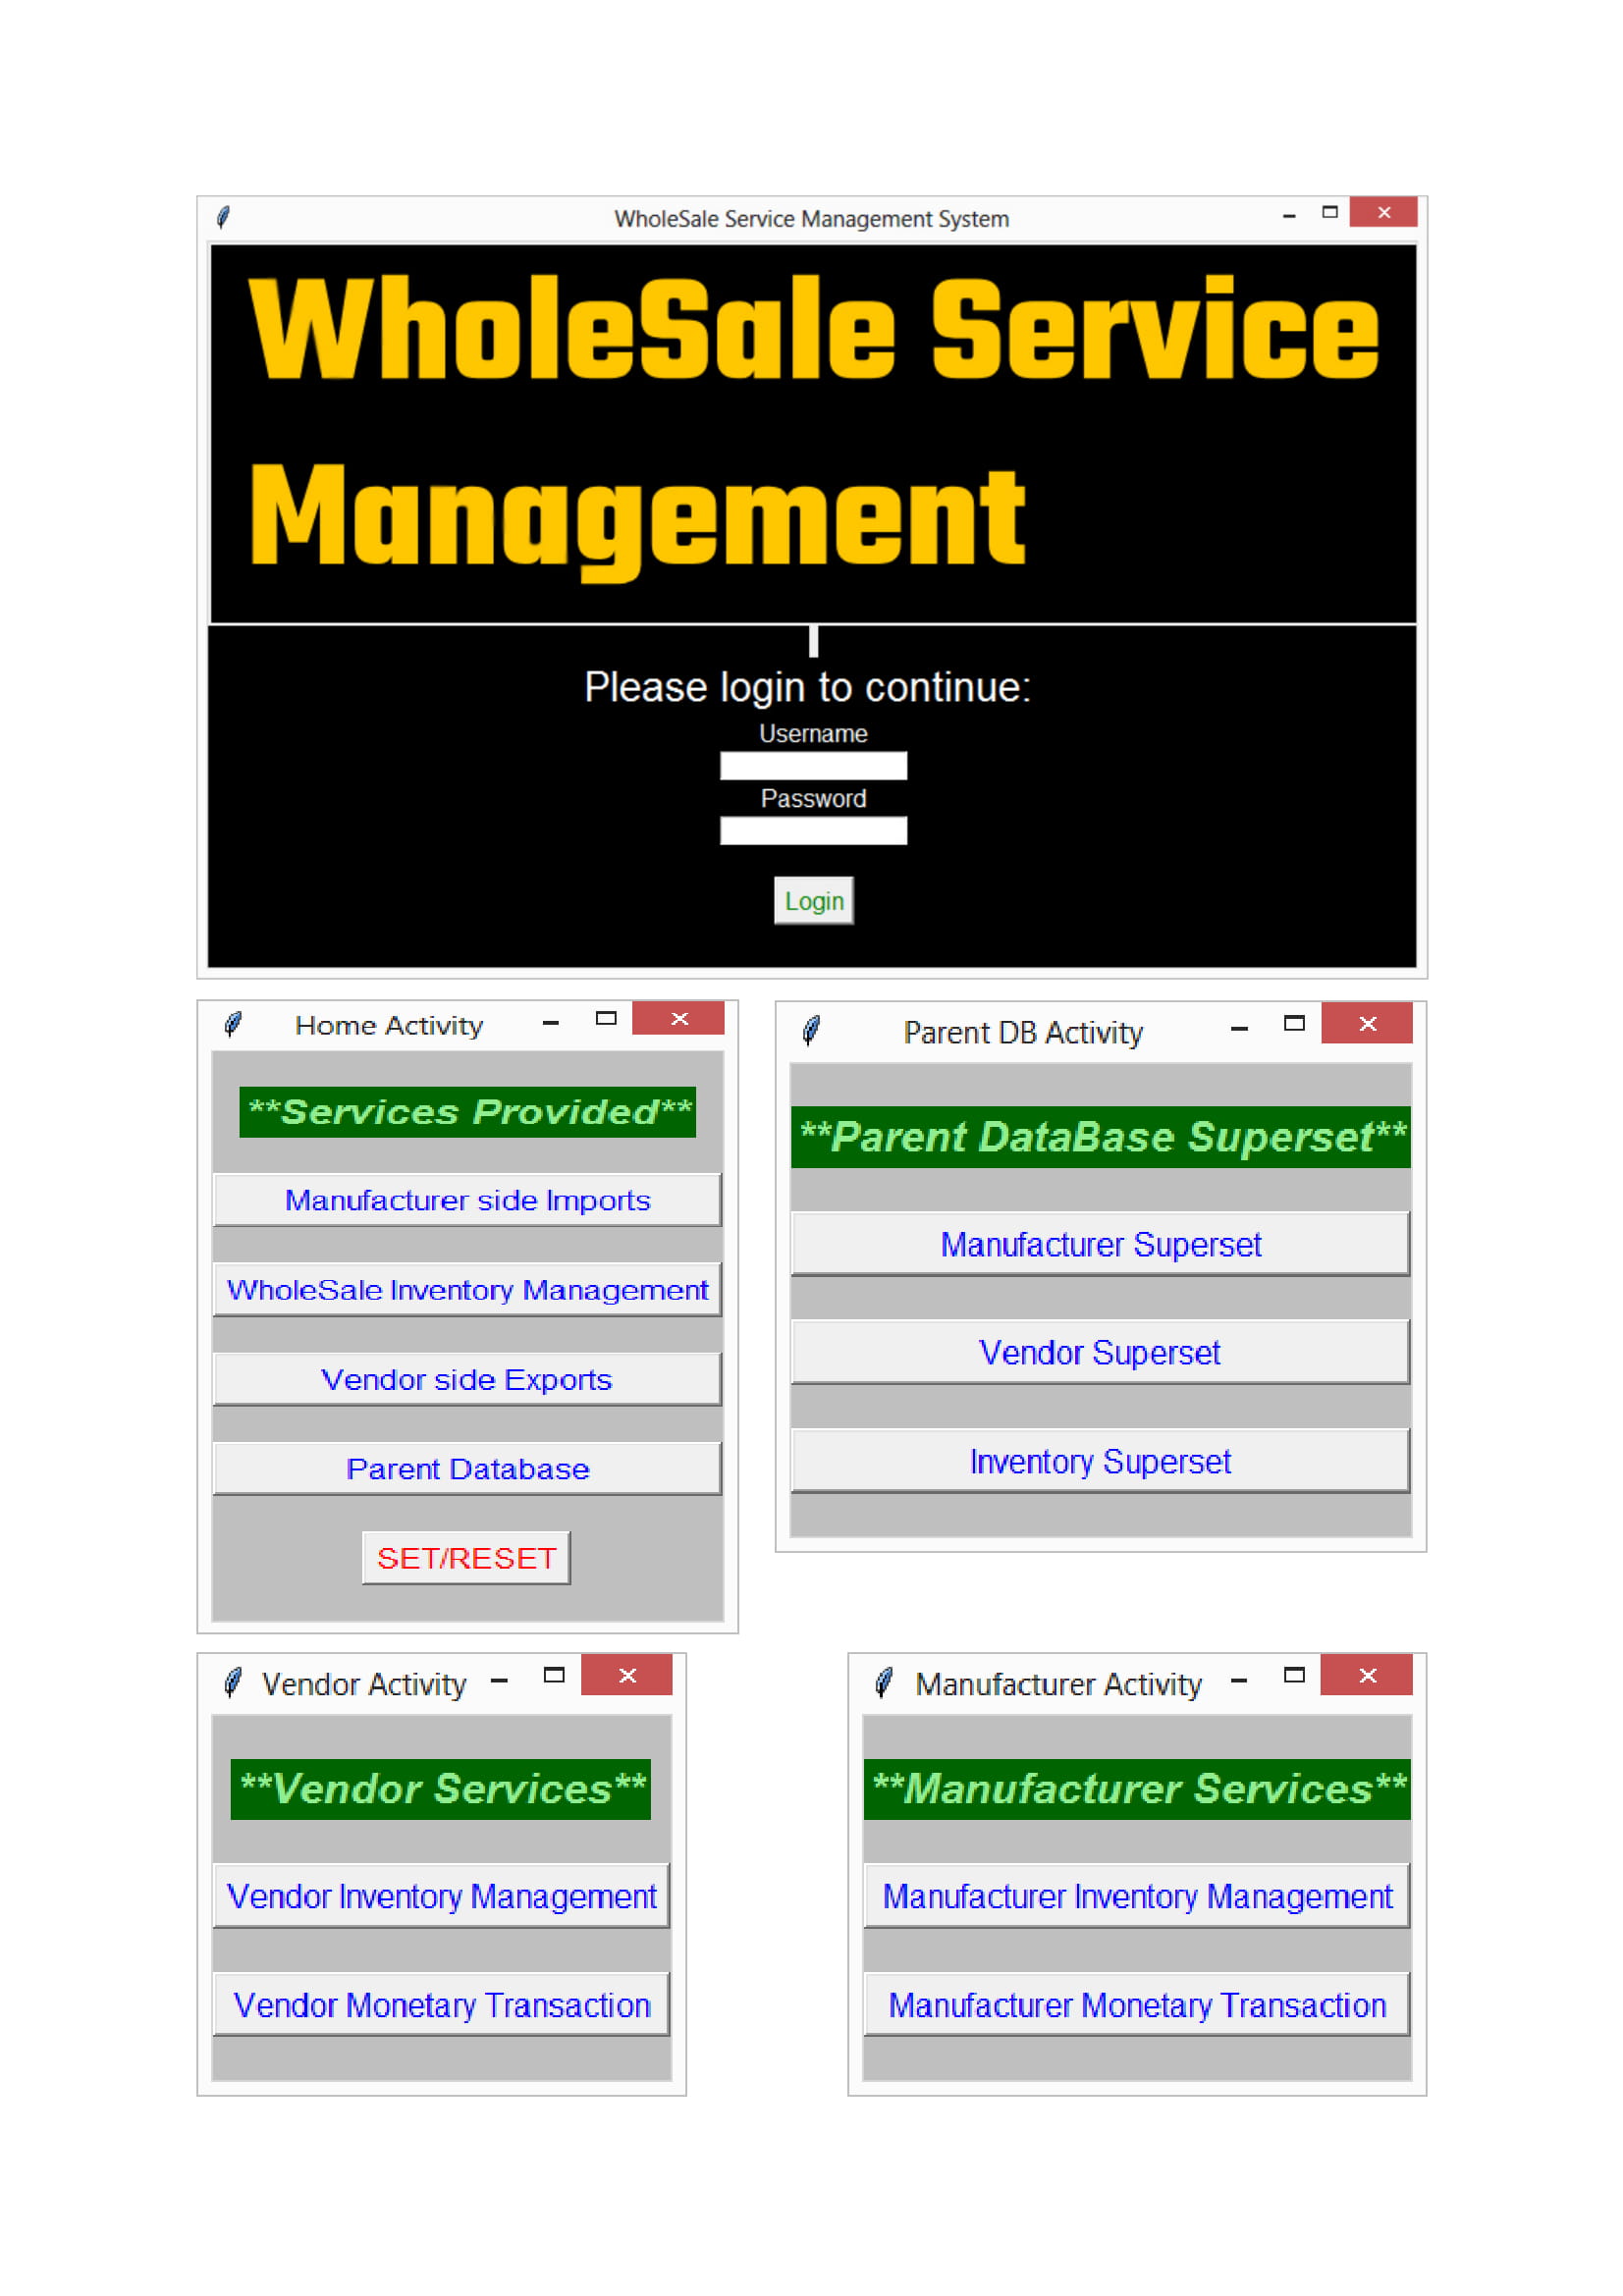 WholeSale Service Management System
WholeSale Service
Management
Please login to continue:
Username
Password
Login
Home Activity
**Services Provided**
Manufacturer side Imports
WholeSale Inventory Management
Vendor side Exports
Parent Database
SET/RESET
Parent DB Activity
**Parent DataBase Superset**
Manufacturer Superset
Vendor Superset
Inventory Superset
Vendor Activity
**Vendor Services**
Vendor Inventory Management
Vendor Monetary Transaction
Manufacturer Activity
**Manufacturer Services**
Manufacturer Inventory Management
Manufacturer Monetary Transaction